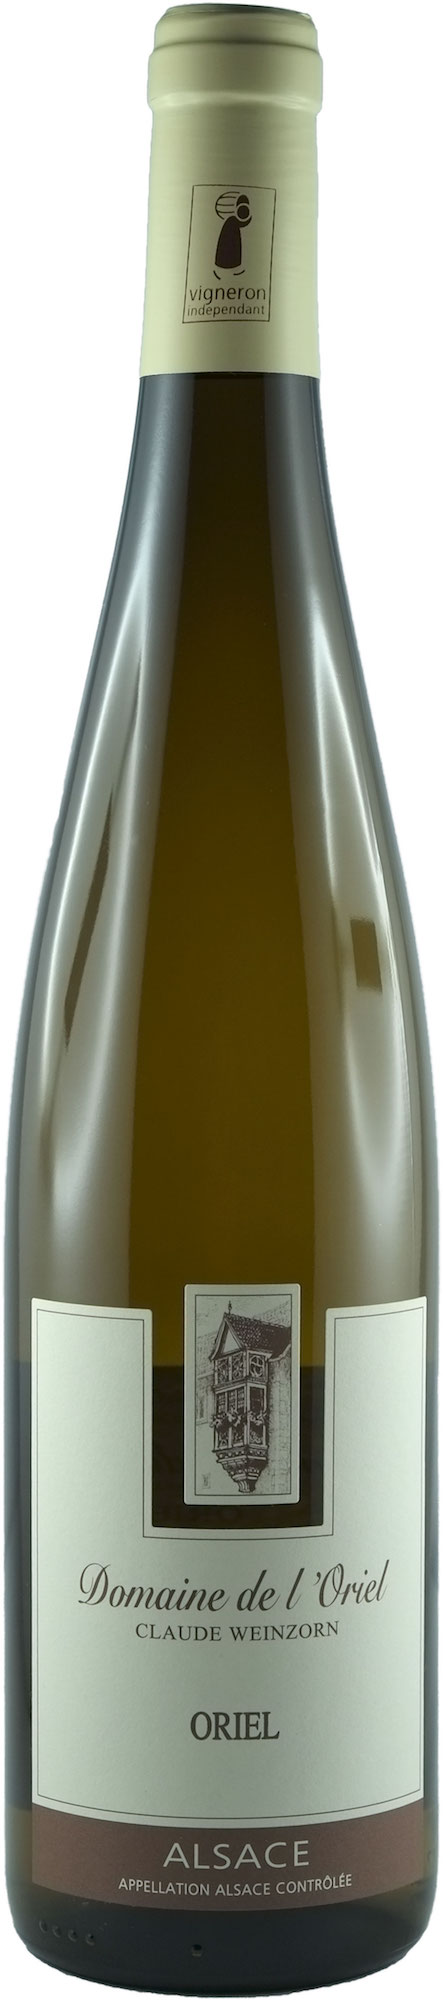 vigneron
indépendant
Domaine de l'Oriel
CLAUDE WEINZORN
ORIEL
ALSACE
APPELLATION ALSACE CONTRÔLÉE